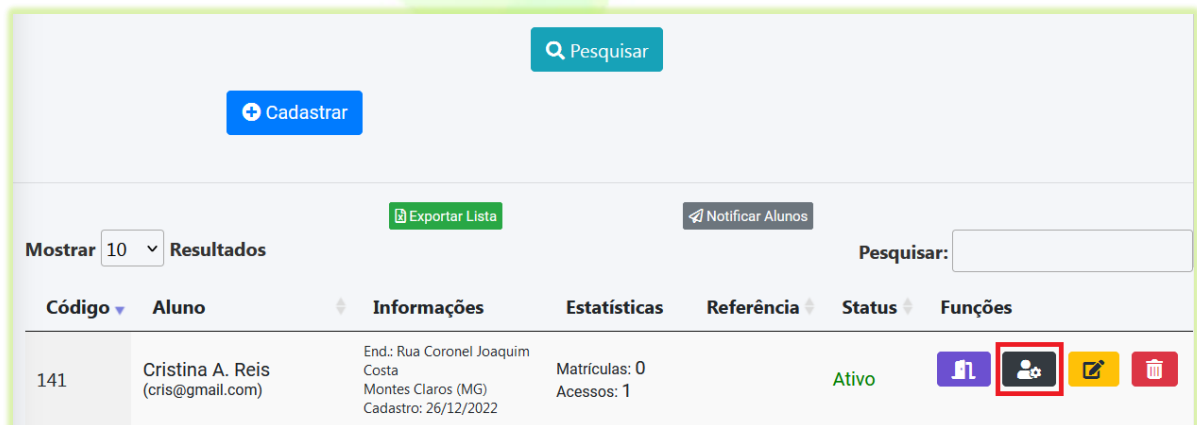 Pesquisar
Cadastrar
Exportar Lista
Notificar Alunos
Mostrar 10 Resultados
Pesquisar:
Código Aluno Informações Estatísticas Referência Status Funções
141
Cristina A. Reis
(cris@gmail.com)
End.: Rua Coronel Joaquim
Costa
Montes Claros (MG)
Cadastro: 26/12/2022
Matrículas: 0
Acessos: 1
Ativo